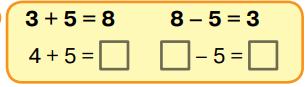 3 + 5 = 8 8 – 5 = 3
4 + 5 = □ □ – 5 = □